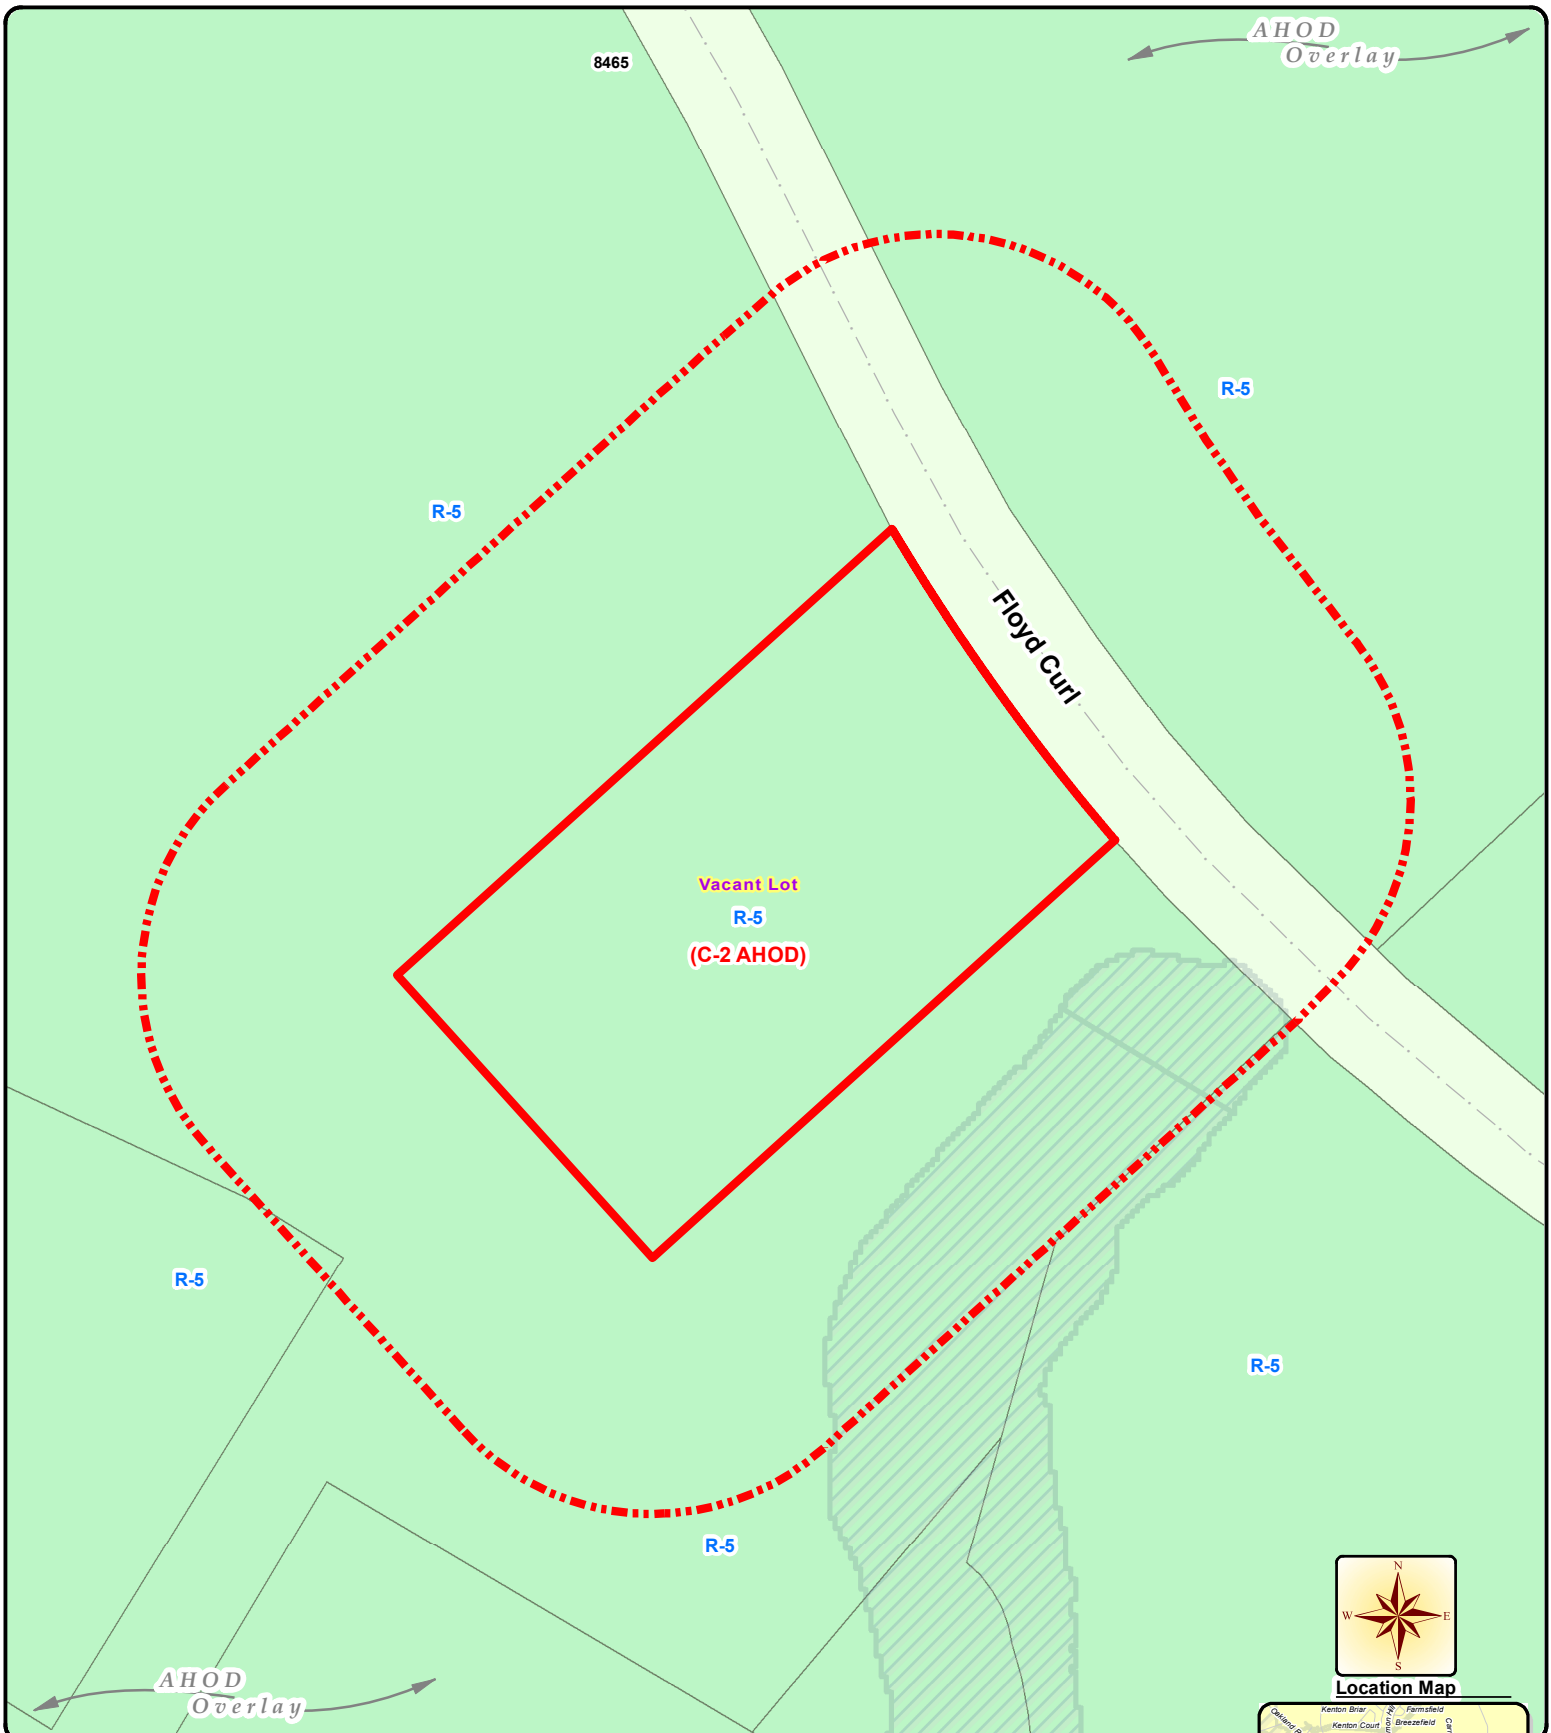 AHOD
Overlay
8465
R-5
R-5
Floyd Curl
Vacant Lot
R-5
(C-2 AHOD)
R-5
R-5
R-5
N
W
E
S
AHOD
Overlay
Location Map
Kenton Briar
Farmsfield
Kenton Court
Breezefield